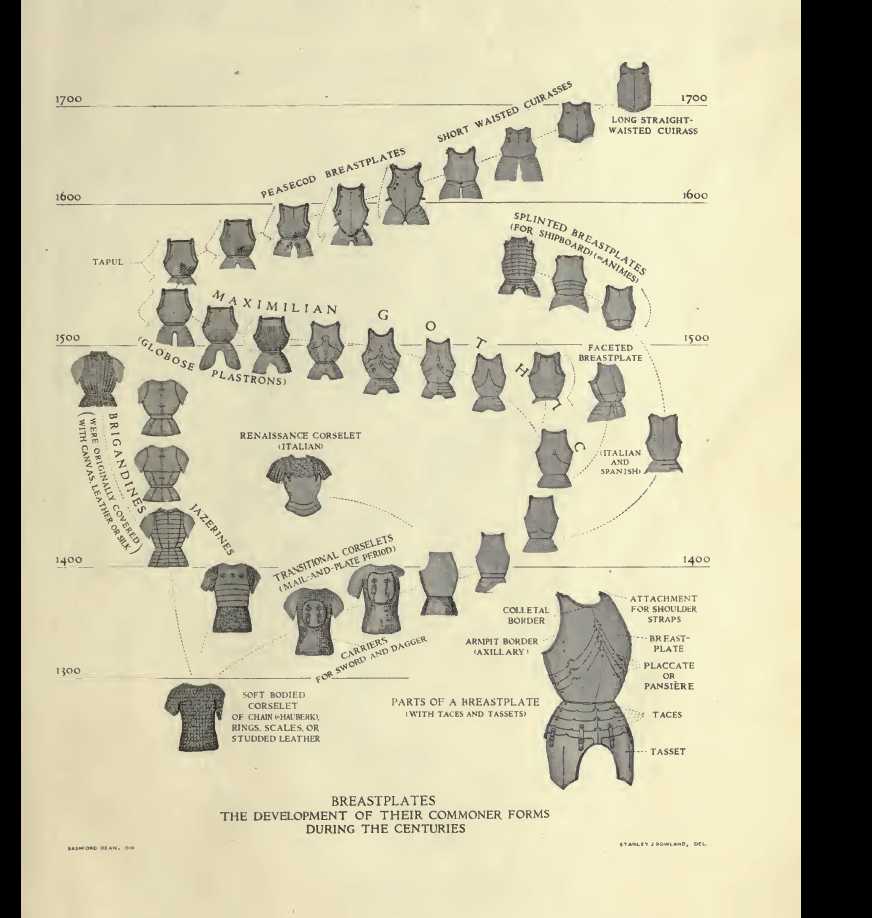 1700
1700
SHORT WAISTED CUIRASSES
LONG STRAIGHT-
WAISTED CUIRASS
PEASECOD BREASTPLATES
1600
1600
SPLINTED BREASTPLATES
(FOR SHIPBOARD) (=ANIMES)
TAPUL
MAXIMILIAN
GOTHIC
1500
1500
(GLOBOSE PLASTRONS)
FACETED
BREASTPLATE
BRIGANDINES
(WERE ORIGINALLY COVERED
WITH CANVAS, LEATHER OR SILK)
RENAISSANCE CORSELET
(ITALIAN)
(ITALIAN
AND
SPANISH)
JAZERINES
1400
1400
TRANSITIONAL CORSELETS
(MAIL-AND-PLATE PERIOD)
CARRIERS
FOR SWORD AND DAGGER
1300
SOFT BODIED
CORSELET
OF CHAIN (=HAUBERK),
RINGS, SCALES, OR
STUDDED LEATHER
COLLETAL
BORDER
ATTACHMENT
FOR SHOULDER
STRAPS
ARMPIT BORDER
(AXILLARY)
BREAST-
PLATE
PLACCATE
OR
PANSIÈRE
PARTS OF A BREASTPLATE
(WITH TACES AND TASSETS)
TACES
TASSET
BREASTPLATES
THE DEVELOPMENT OF THEIR COMMONER FORMS
DURING THE CENTURIES
BASHFORD DEAN,
STANLEY J ROWLAND, DEL.